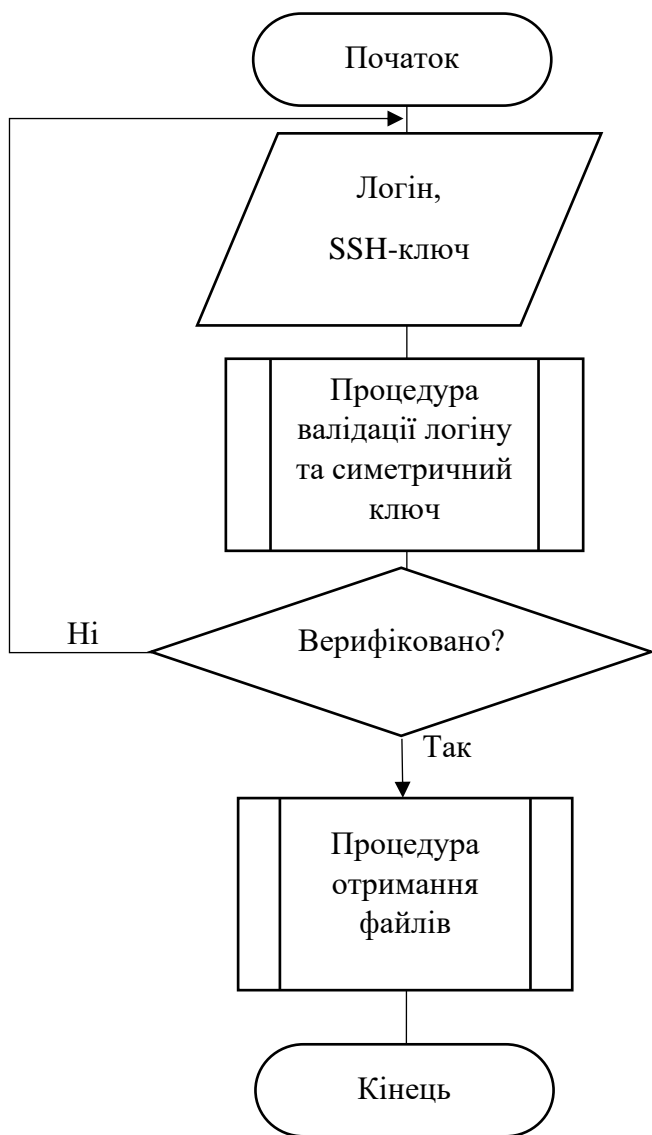 Початок
Логін,
SSH-ключ
Процедура
валідації логіну
та симетричний
ключ
Верифіковано?
Ні
Так
Процедура
отримання
файлів
Кінець